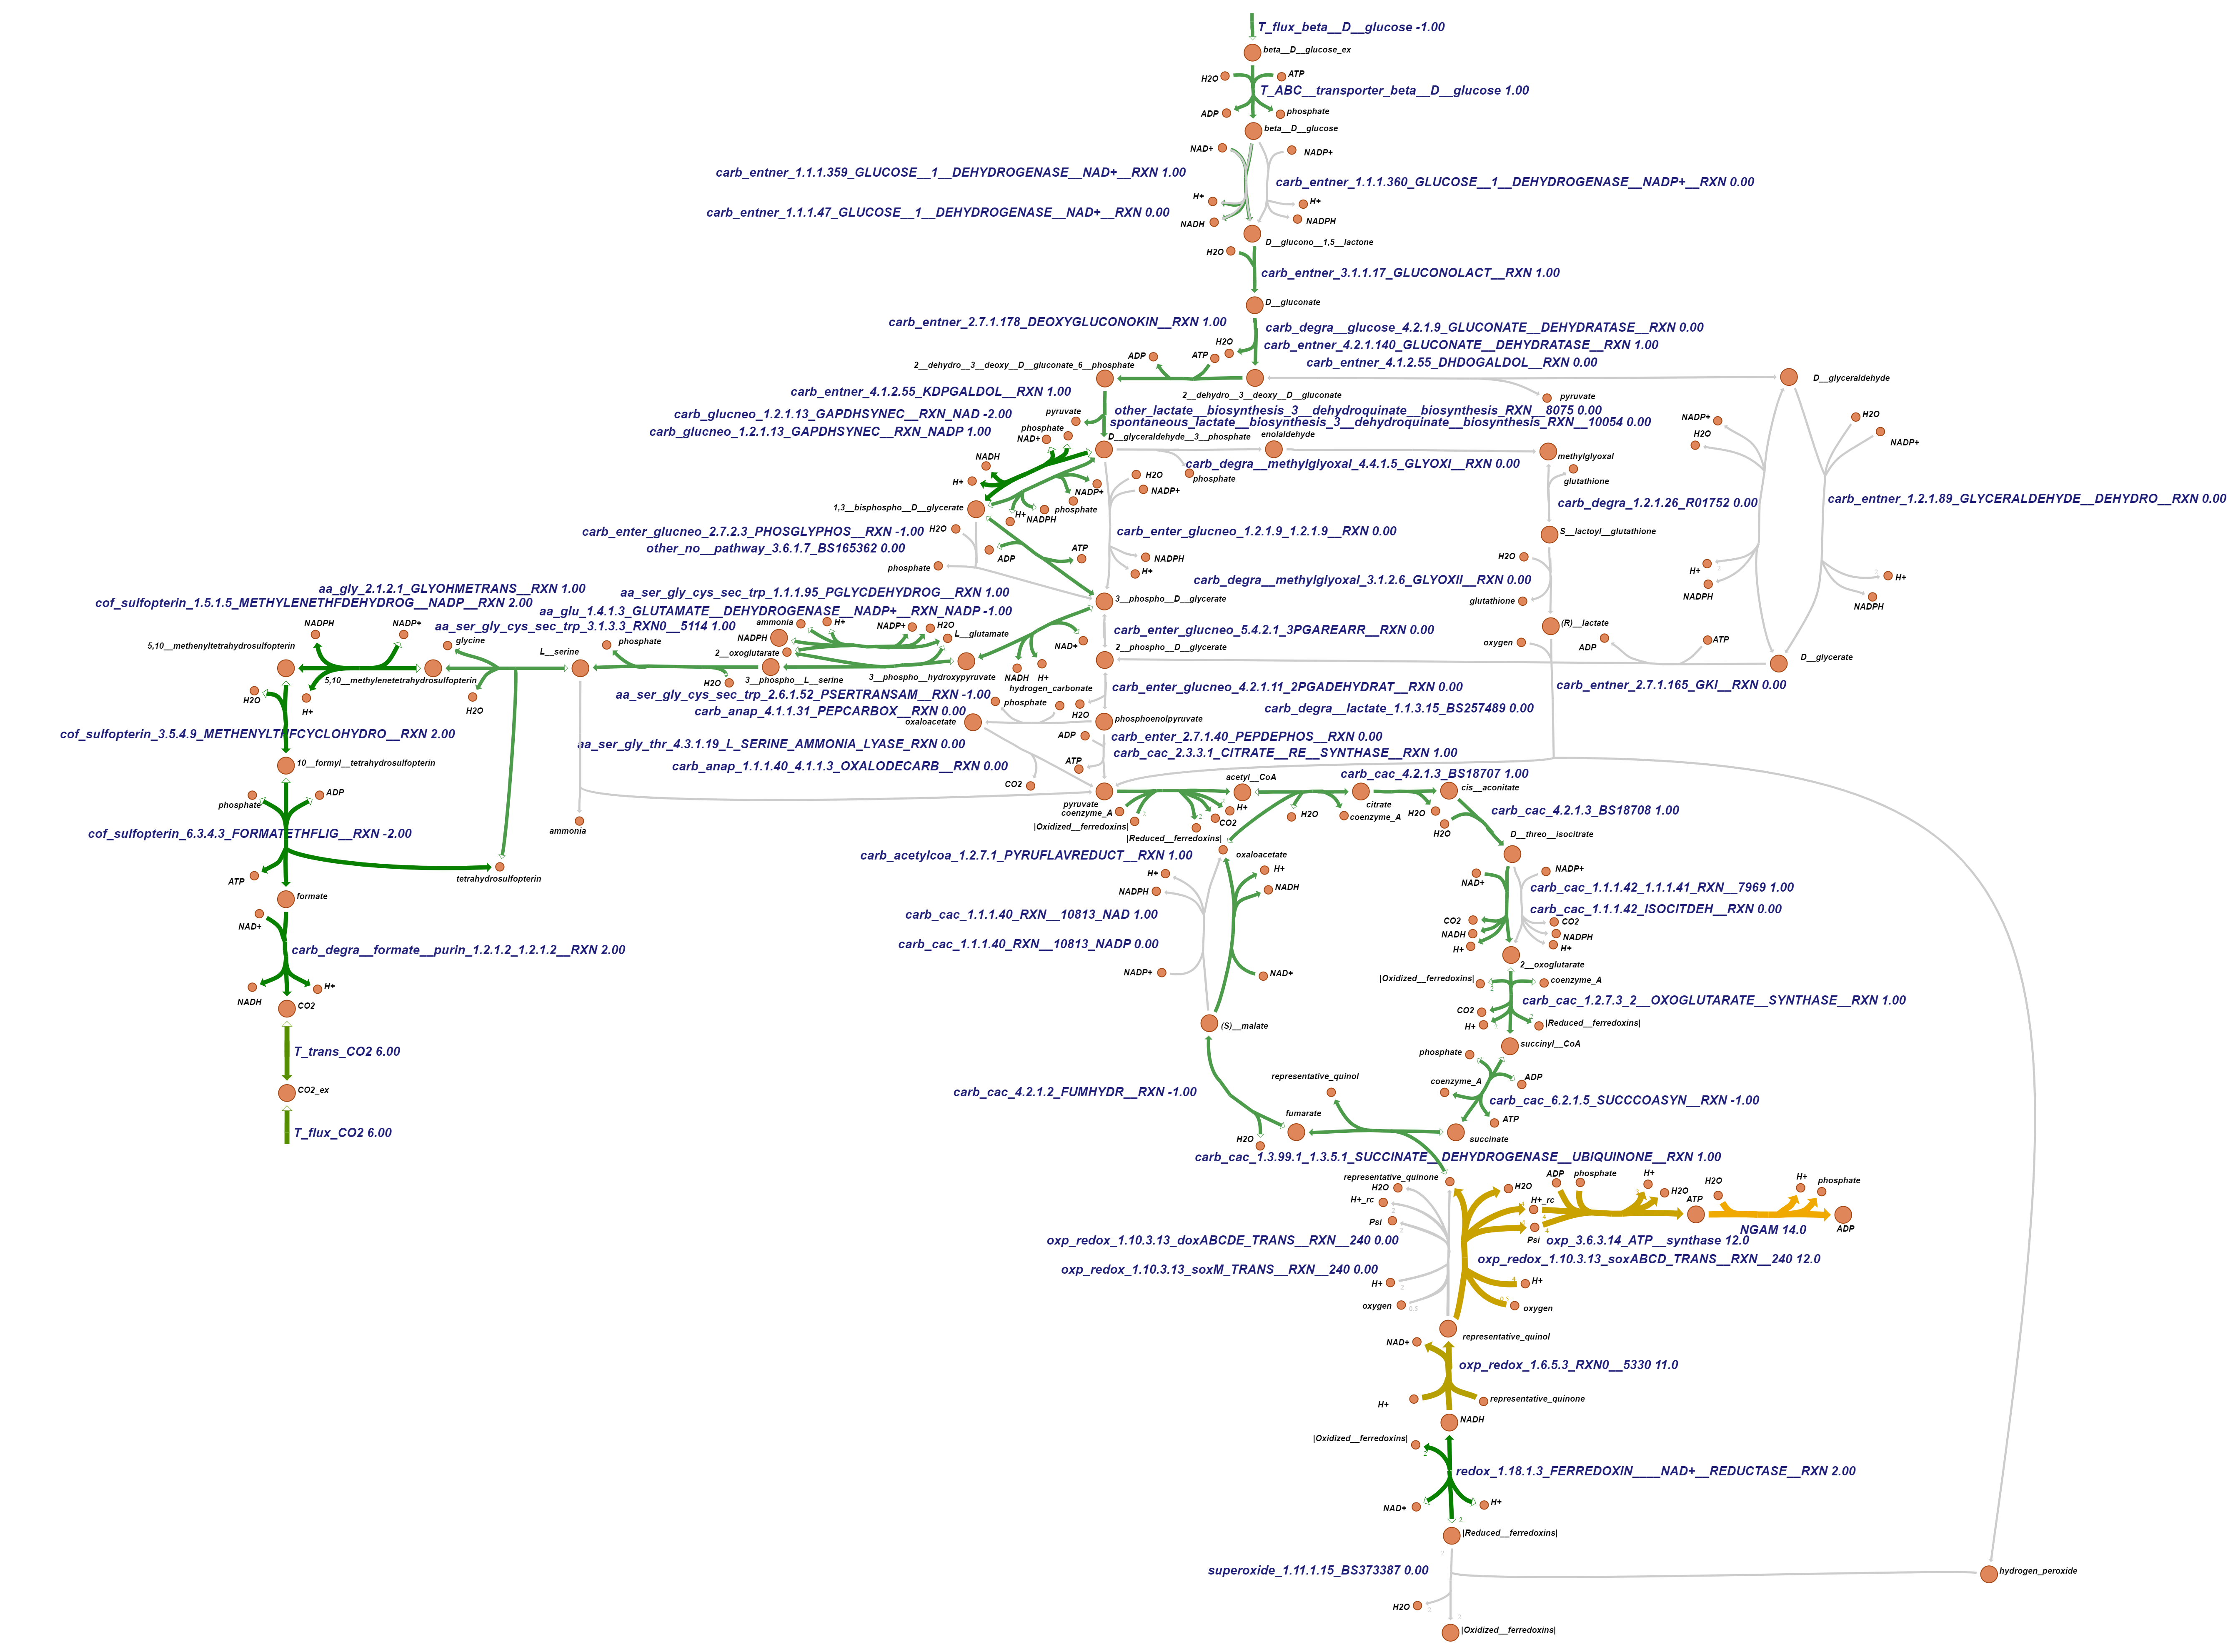 T_flux_beta__D__glucose -1.00
beta__D__glucose_ex
H2O
ATP
T_ABC__transporter_beta__D__glucose 1.00
ADP
phosphate
beta__D__glucose
NAD+
NADP+
carb_entner_1.1.1.359_GLUCOSE__1__DEHYDROGENASE__NAD+__RXN 1.00
carb_entner_1.1.1.360_GLUCOSE__1__DEHYDROGENASE__NADP+__RXN 0.00
H+
H+
carb_entner_1.1.1.47_GLUCOSE__1__DEHYDROGENASE__NAD+__RXN 0.00
NADH
NADPH
D__glucono__1,5__lactone
H2O
carb_entner_3.1.1.17_GLUCONOLACT__RXN 1.00
D__gluconate
carb_entner_2.7.1.178_DEOXYGLUCONOKIN__RXN 1.00
carb_degra__glucose_4.2.1.9_GLUCONATE__DEHYDRATASE__RXN 0.00
H2O
carb_entner_4.2.1.140_GLUCONATE__DEHYDRATASE__RXN 1.00
ADP
ATP
carb_entner_4.1.2.55_DHDOGALDOL__RXN 0.00
2__dehydro__3__deoxy__D__gluconate_6__phosphate
D__glyceraldehyde
carb_entner_4.1.2.55_KDPGALDOL__RXN 1.00
2__dehydro__3__deoxy__D__gluconate
pyruvate
carb_glucneo_1.2.1.13_GAPDHSYNEC__RXN_NAD -2.00
pyruvate
other_lactate__biosynthesis_3__dehydroquinate__biosynthesis_RXN__8075 0.00
NADP+
H2O
spontaneous_lactate__biosynthesis_3__dehydroquinate__biosynthesis_RXN__10054 0.00
carb_glucneo_1.2.1.13_GAPDHSYNEC__RXN_NADP 1.00
phosphate
NAD+
D__glyceraldehyde__3__phosphate
enolaldehyde
H2O
NADP+
NADH
methylglyoxal
carb_degra__methylglyoxal_4.4.1.5_GLYOXI__RXN 0.00
H2O
phosphate
glutathione
H+
NADP+
NADP+
carb_degra_1.2.1.26_R01752 0.00
carb_entner_1.2.1.89_GLYCERALDEHYDE__DEHYDRO__RXN 0.00
1,3__bisphospho__D__glycerate
H+
NADPH
phosphate
H2O
carb_enter_glucneo_2.7.2.3_PHOSGLYPHOS__RXN -1.00
carb_enter_glucneo_1.2.1.9_1.2.1.9__RXN 0.00
S__lactoyl__glutathione
other_no__pathway_3.6.1.7_BS165362 0.00
ADP
ATP
NADPH
H2O
phosphate
H+
H+
H+
carb_degra__methylglyoxal_3.1.2.6_GLYOXII__RXN 0.00
aa_gly_2.1.2.1_GLYOHMETRANS__RXN 1.00
aa_ser_gly_cys_sec_trp_1.1.1.95_PGLYCDEHYDROG__RXN 1.00
3__phospho__D__glycerate
glutathione
NADPH
NADPH
cof_sulfopterin_1.5.1.5_METHYLENETHFDEHYDROG__NADP__RXN 2.00
aa_glu_1.4.1.3_GLUTAMATE__DEHYDROGENASE__NADP+__RXN_NADP -1.00
NADPH
NADP+
aa_ser_gly_cys_sec_trp_3.1.3.3_RXN0__5114 1.00
ammonia
H+
NADP+
H2O
carb_enter_glucneo_5.4.2.1_3PGAREARR__RXN 0.00
(R)__lactate
5,10__methenyltetrahydrosulfopterin
glycine
phosphate
NADPH
L__glutamate
NAD+
2__phospho__D__glycerate
oxygen
ADP
ATP
L__serine
2__oxoglutarate
D__glycerate
5,10__methylenetetrahydrosulfopterin
H2O
3__phospho__L__serine
3__phospho__hydroxypyruvate
NADH
H+
H2O
H+
H2O
aa_ser_gly_cys_sec_trp_2.6.1.52_PSERTRANSAM__RXN -1.00
hydrogen_carbonate
carb_enter_glucneo_4.2.1.11_2PGADEHYDRAT__RXN 0.00
carb_entner_2.7.1.165_GKI__RXN 0.00
phosphate
carb_anap_4.1.1.31_PEPCARBOX__RXN 0.00
H2O
carb_degra__lactate_1.1.3.15_BS257489 0.00
oxaloacetate
phosphoenolpyruvate
cof_sulfopterin_3.5.4.9_METHENYLTHFCYCLOHYDRO__RXN 2.00
aa_ser_gly_thr_4.3.1.19_L_SERINE_AMMONIA_LYASE_RXN 0.00
ADP
carb_enter_2.7.1.40_PEPDEPHOS__RXN 0.00
carb_cac_2.3.3.1_CITRATE__RE__SYNTHASE__RXN 1.00
10__formyl__tetrahydrosulfopterin
carb_anap_1.1.1.40_4.1.1.3_OXALODECARB__RXN 0.00
ATP
carb_cac_4.2.1.3_BS18707 1.00
CO2
acetyl__CoA
cis__aconitate
phosphate
ADP
pyruvate
coenzyme_A
H+
citrate
carb_cac_4.2.1.3_BS18708 1.00
ammonia
|Oxidized__ferredoxins|
CO2
H2O
coenzyme_A
H2O
H2O
cof_sulfopterin_6.3.4.3_FORMATETHFLIG__RXN -2.00
|Reduced__ferredoxins|
D__threo__isocitrate
carb_acetylcoa_1.2.7.1_PYRUFLAVREDUCT__RXN 1.00
oxaloacetate
ATP
tetrahydrosulfopterin
H+
H+
NAD+
NADP+
formate
NADPH
NADH
carb_cac_1.1.1.42_1.1.1.41_RXN__7969 1.00
carb_cac_1.1.1.40_RXN__10813_NAD 1.00
carb_cac_1.1.1.42_ISOCITDEH__RXN 0.00
NAD+
CO2
CO2
NADH
NADPH
carb_degra__formate__purin_1.2.1.2_1.2.1.2__RXN 2.00
carb_cac_1.1.1.40_RXN__10813_NADP 0.00
H+
H+
NADP+
NAD+
2__oxoglutarate
NADH
H+
|Oxidized__ferredoxins|
coenzyme_A
CO2
carb_cac_1.2.7.3_2__OXOGLUTARATE__SYNTHASE__RXN 1.00
CO2
H+
|Reduced__ferredoxins|
(S)__malate
T_trans_CO2 6.00
succinyl__CoA
phosphate
CO2_ex
carb_cac_4.2.1.2_FUMHYDR__RXN -1.00
representative_quinol
coenzyme_A
ADP
carb_cac_6.2.1.5_SUCCCOASYN__RXN -1.00
T_flux_CO2 6.00
fumarate
ATP
H2O
succinate
carb_cac_1.3.99.1_1.3.5.1_SUCCINATE__DEHYDROGENASE__UBIQUINONE__RXN 1.00
representative_quinone
ADP
phosphate
H+
H2O
H+
phosphate
H2O
H2O
H2O
H+_rc
H+_rc
ATP
Psi
Psi
NGAM 14.0
ADP
oxp_redox_1.10.3.13_doxABCDE_TRANS__RXN__240 0.00
oxp_3.6.3.14_ATP__synthase 12.0
oxp_redox_1.10.3.13_soxABCD_TRANS__RXN__240 12.0
oxp_redox_1.10.3.13_soxM_TRANS__RXN__240 0.00
H+
H+
oxygen
oxygen
representative_quinol
NAD+
oxp_redox_1.6.5.3_RXN0__5330 11.0
H+
representative_quinone
NADH
|Oxidized__ferredoxins|
redox_1.18.1.3_FERREDOXIN____NAD+__REDUCTASE__RXN 2.00
NAD+
H+
|Reduced__ferredoxins|
superoxide_1.11.1.15_BS373387 0.00
hydrogen_peroxide
H2O
|Oxidized__ferredoxins|